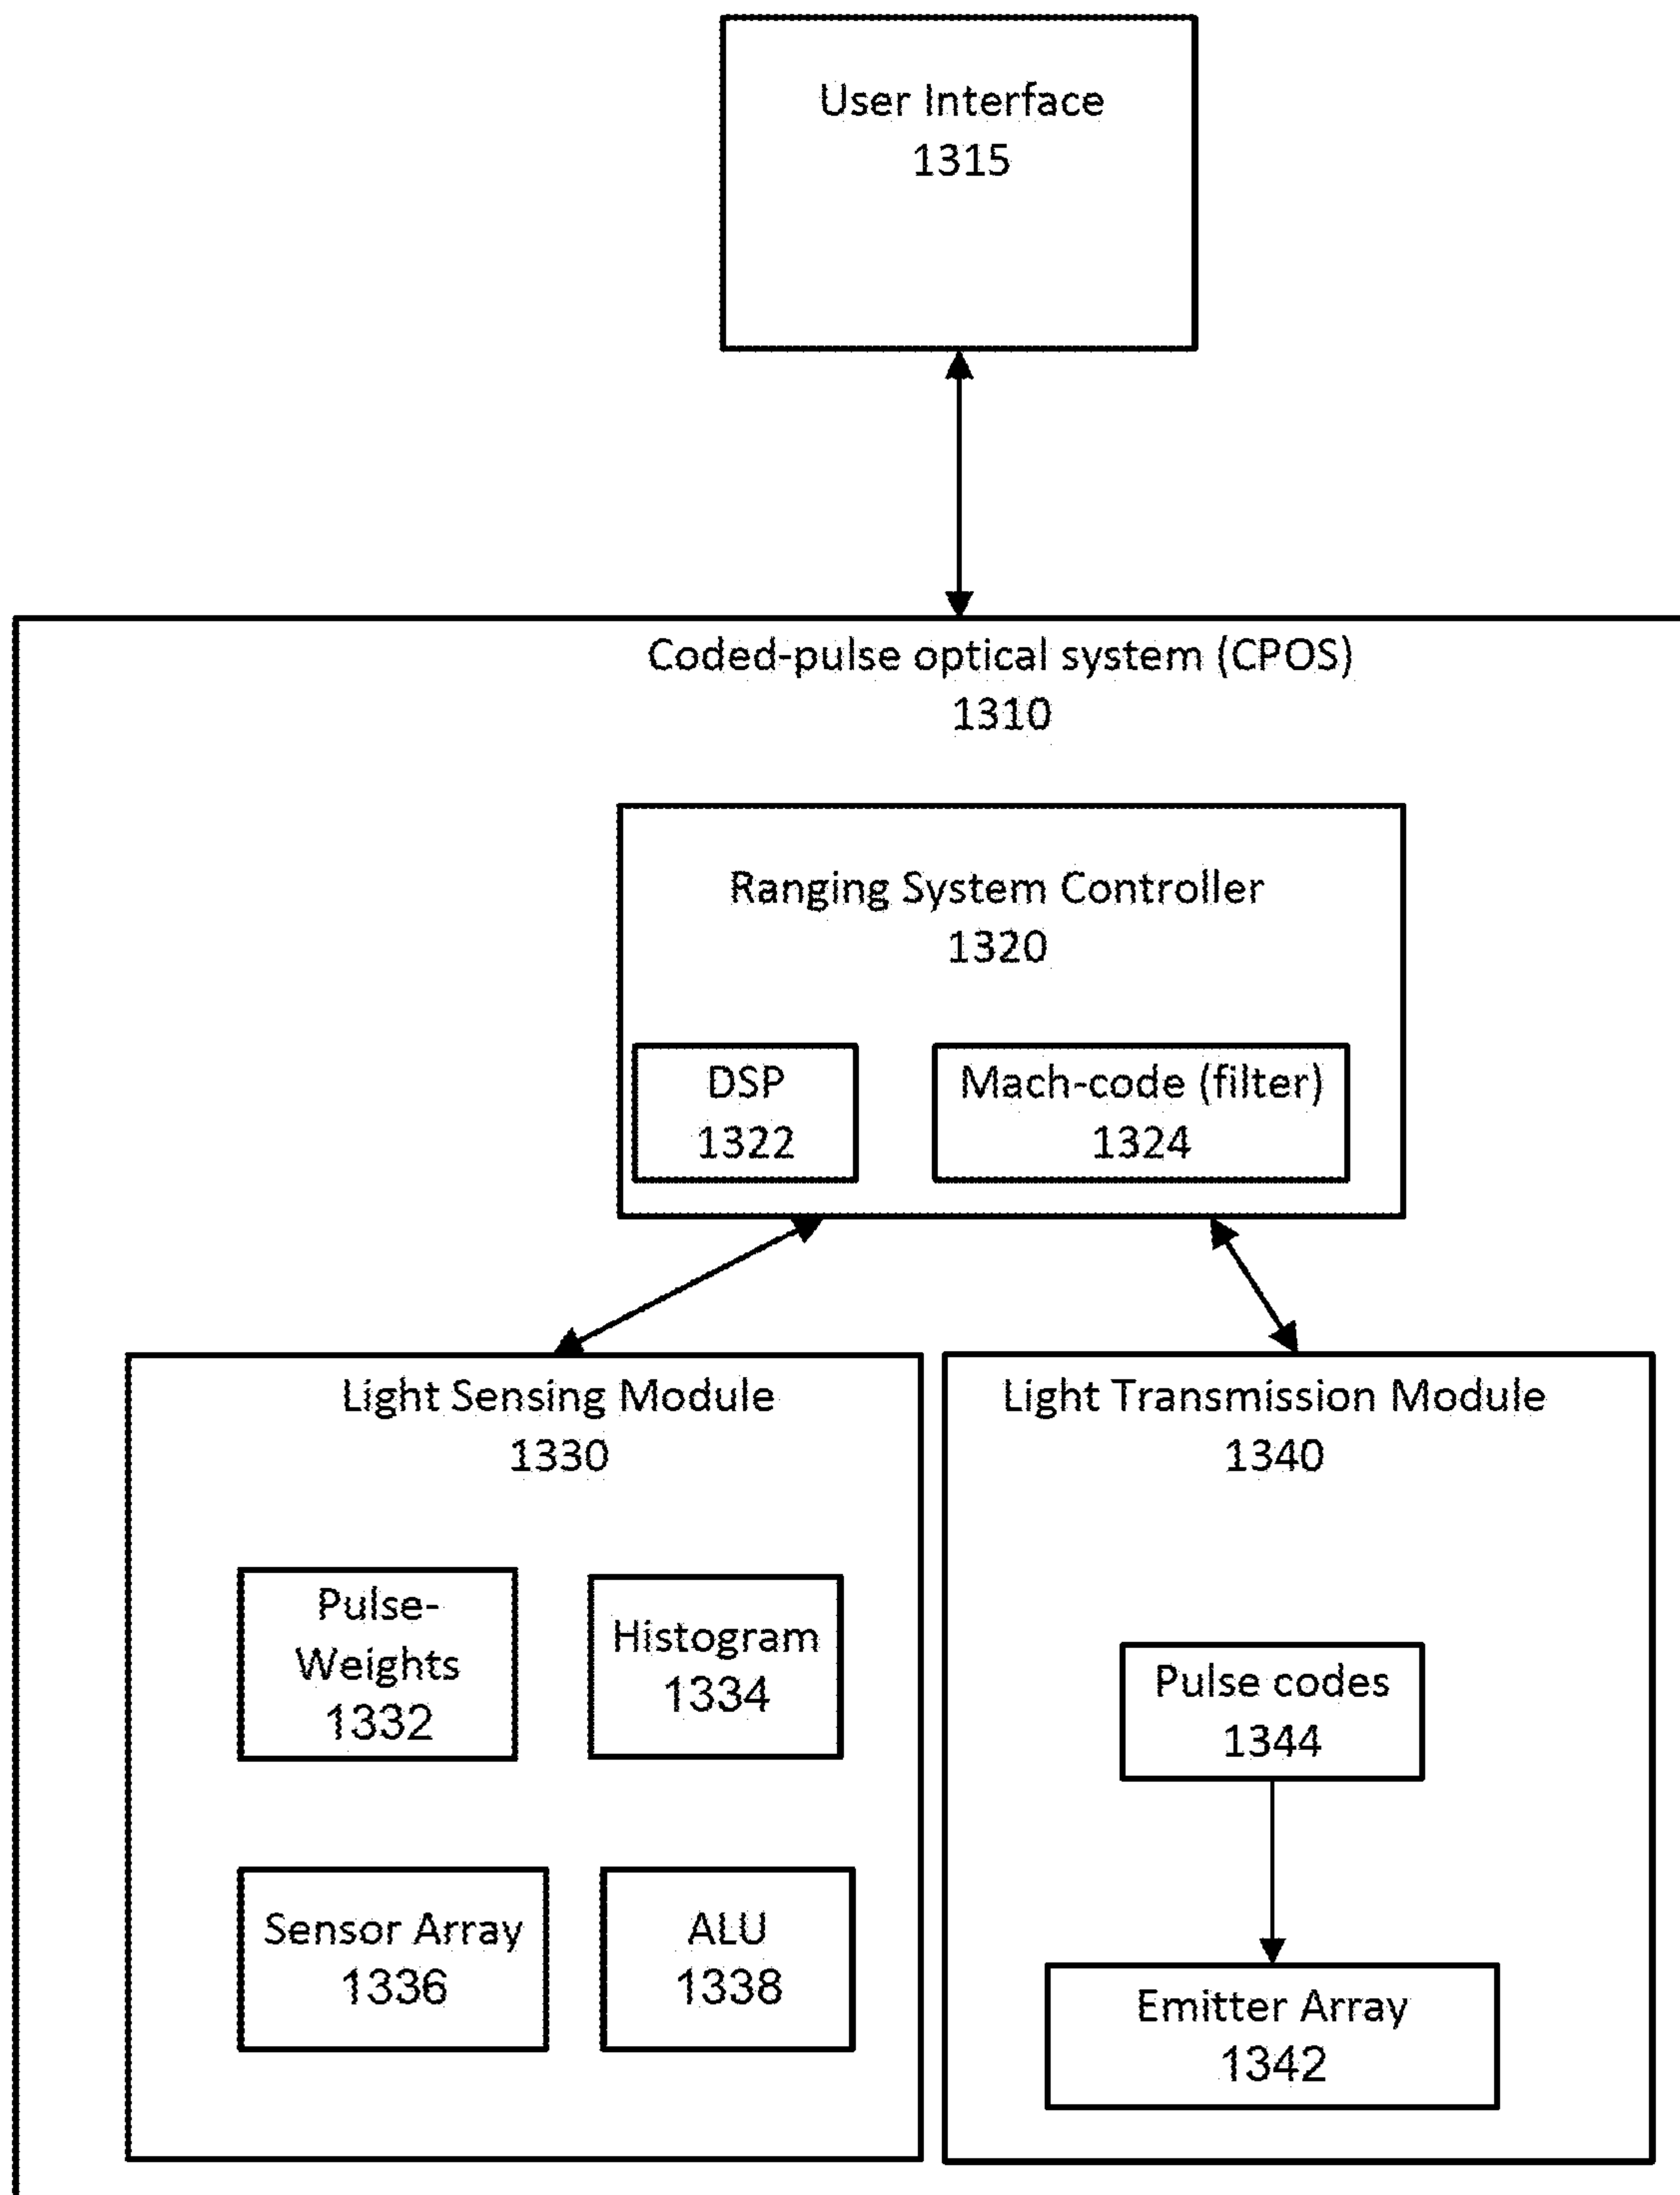 User Interface
1315
Coded-pulse optical system (CPOS)
1310
Ranging System Controller
1320
DSP
1322
Mach-code (filter)
1324
Light Sensing Module
1330
Pulse-
Weights
1332
Histogram
1334
Sensor Array
1336
ALU
1338
Light Transmission Module
1340
Pulse codes
1344
Emitter Array
1342